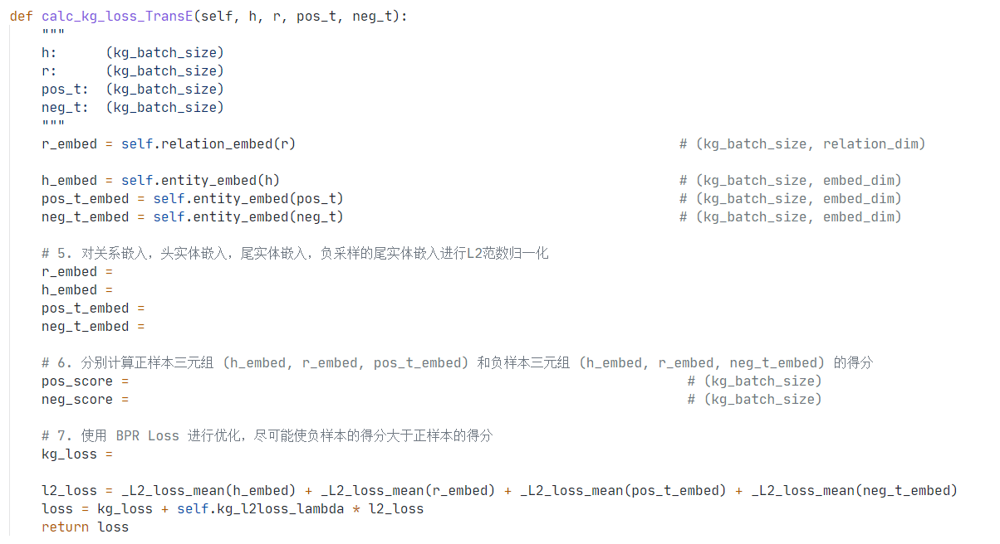 def calc_kg_loss_TransE(self, h, r, pos_t, neg_t):
    """
    h:      (kg_batch_size)
    r:      (kg_batch_size)
    pos_t:  (kg_batch_size)
    neg_t:  (kg_batch_size)
    """
    r_embed = self.relation_embed(r)                                                # (kg_batch_size, relation_dim)

    h_embed = self.entity_embed(h)                                                  # (kg_batch_size, embed_dim)
    pos_t_embed = self.entity_embed(pos_t)                                          # (kg_batch_size, embed_dim)
    neg_t_embed = self.entity_embed(neg_t)                                          # (kg_batch_size, embed_dim)

    # 5. 对关系嵌入，头实体嵌入，尾实体嵌入，负采样的尾实体嵌入进行L2范数归一化
    r_embed =
    h_embed =
    pos_t_embed =
    neg_t_embed =

    # 6. 分别计算正样本三元组 (h_embed, r_embed, pos_t_embed) 和负样本三元组 (h_embed, r_embed, neg_t_embed) 的得分
    pos_score =                                                                      # (kg_batch_size)
    neg_score =                                                                      # (kg_batch_size)

    # 7. 使用 BPR Loss 进行优化，尽可能使负样本的得分大于正样本的得分
    kg_loss =

    l2_loss = _L2_loss_mean(h_embed) + _L2_loss_mean(r_embed) + _L2_loss_mean(pos_t_embed) + _L2_loss_mean(neg_t_embed)
    loss = kg_loss + self.kg_l2loss_lambda * l2_loss
    return loss